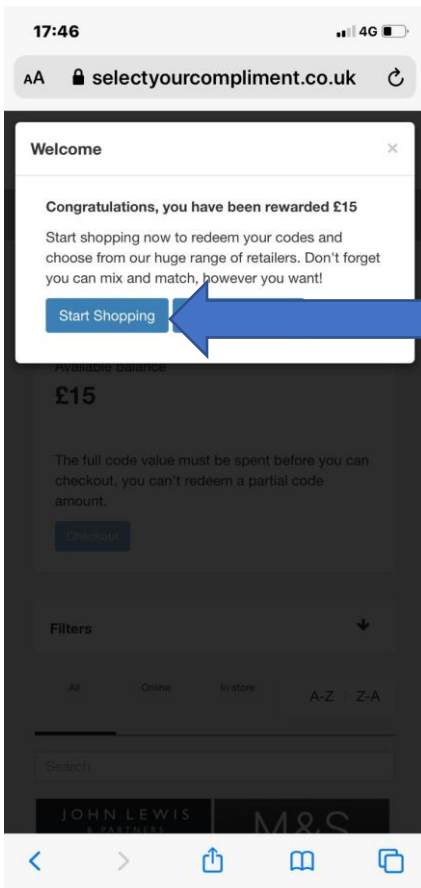 17:46 4G
AA selectyourcompliment.co.uk
Welcome ×
Congratulations, you have been rewarded £15
Start shopping now to redeem your codes and
choose from our huge range of retailers. Don't forget
you can mix and match, however you want!
Start Shopping
Available balance
£15
The full code value must be spent before you can
checkout, you can't redeem a partial code
amount.
Checkout
Filters
All Online In store A-Z / Z-A
Search
JOHN LEWIS
& PARTNERS
M&S